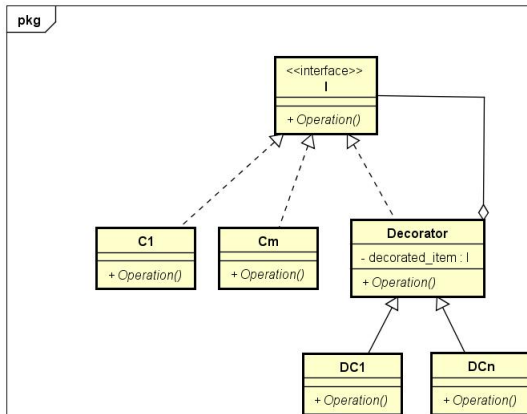 pkg
<<interface>>
I
+ Operation()
C1
+ Operation()
Cm
+ Operation()
Decorator
- decorated_item : I
+ Operation()
DC1
+ Operation()
DCn
+ Operation()